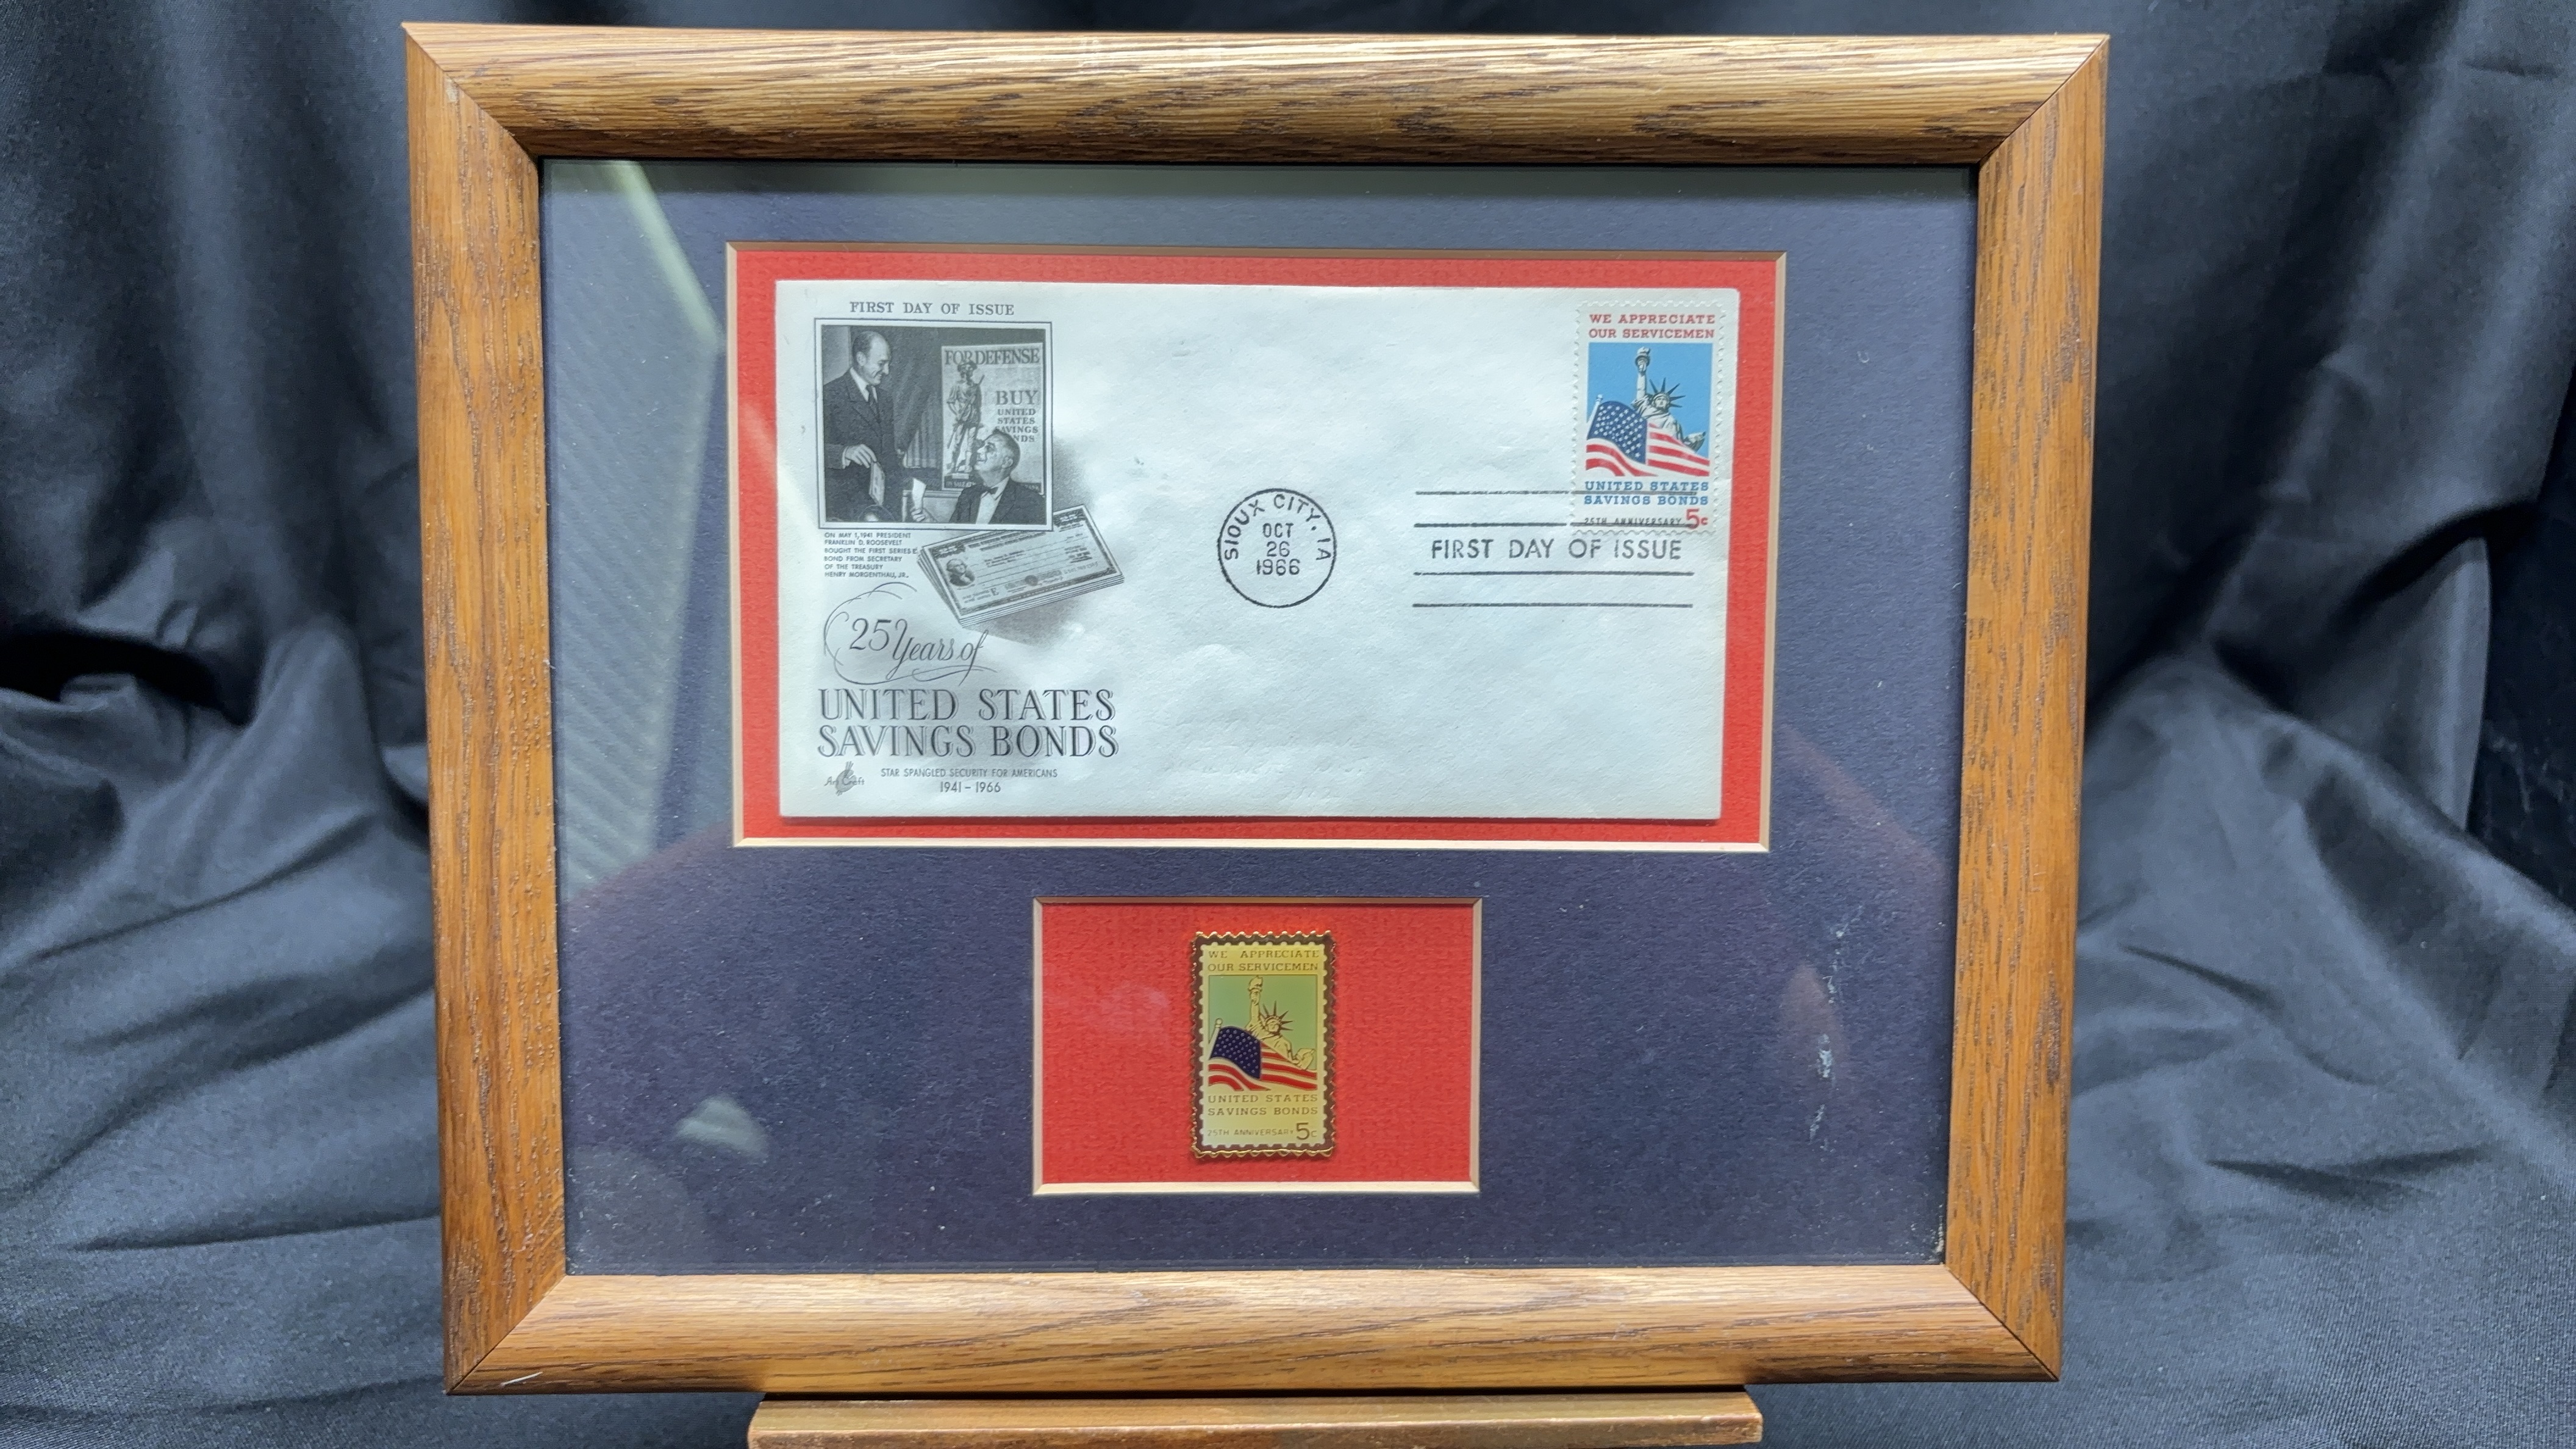 FIRST DAY OF ISSUE
FOR DEFENSE
BUY
UNITED
STATES
SAVINGS
ON MAY 1, 1941 PRESIDENT
FRANKLIN D. ROOSEVELT
BOUGHT THE FIRST SERIES E
BOND FROM SECRETARY
OF THE TREASURY
HENRY MORGENTHAU, JR.
25 Years of
UNITED STATES
SAVINGS BONDS
Art Craft
STAR SPANGLED SECURITY FOR AMERICANS
1941 - 1966
SIOUX CITY, IA
OCT
26
1966
WE APPRECIATE
OUR SERVICEMEN
UNITED STATES
SAVINGS BONDS
25TH ANNIVERSARY 5c
FIRST DAY OF ISSUE
WE APPRECIATE
OUR SERVICEMEN
UNITED STATES
SAVINGS BONDS
25TH ANNIVERSARY 5c